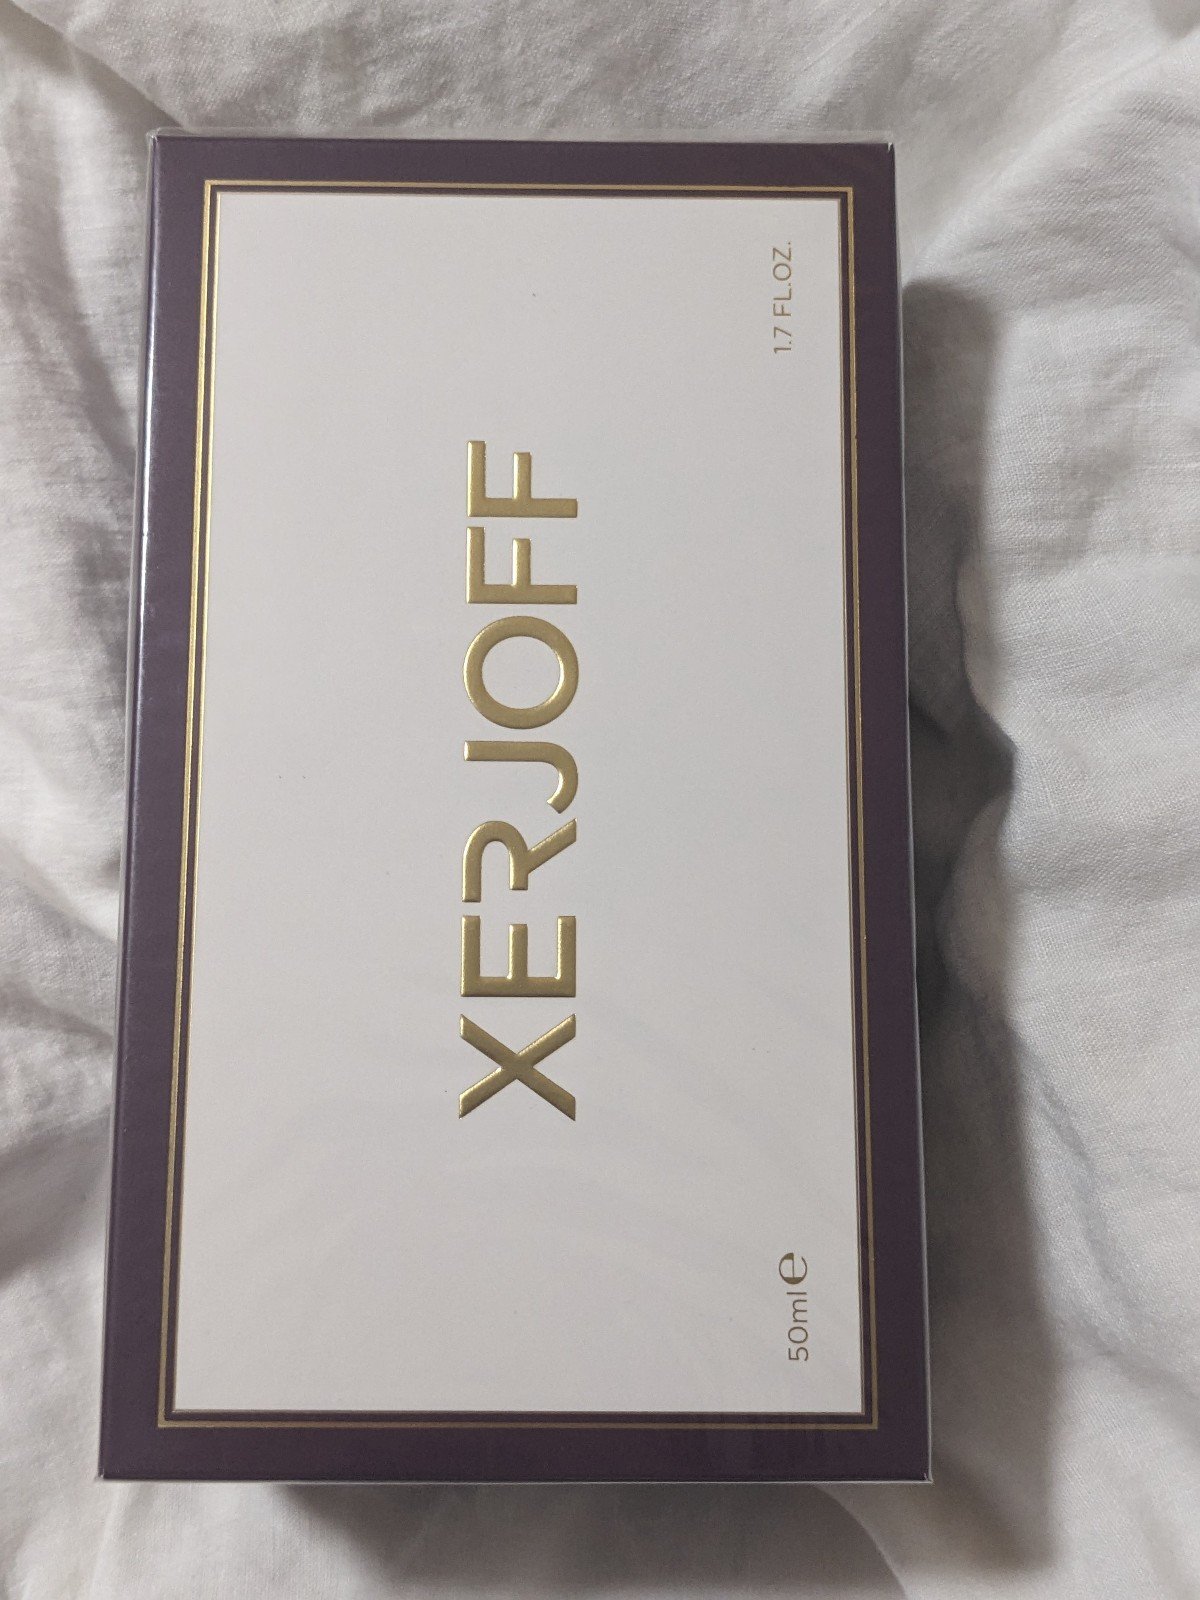 XERJOFF
50ml ℮
1.7 FL.OZ.